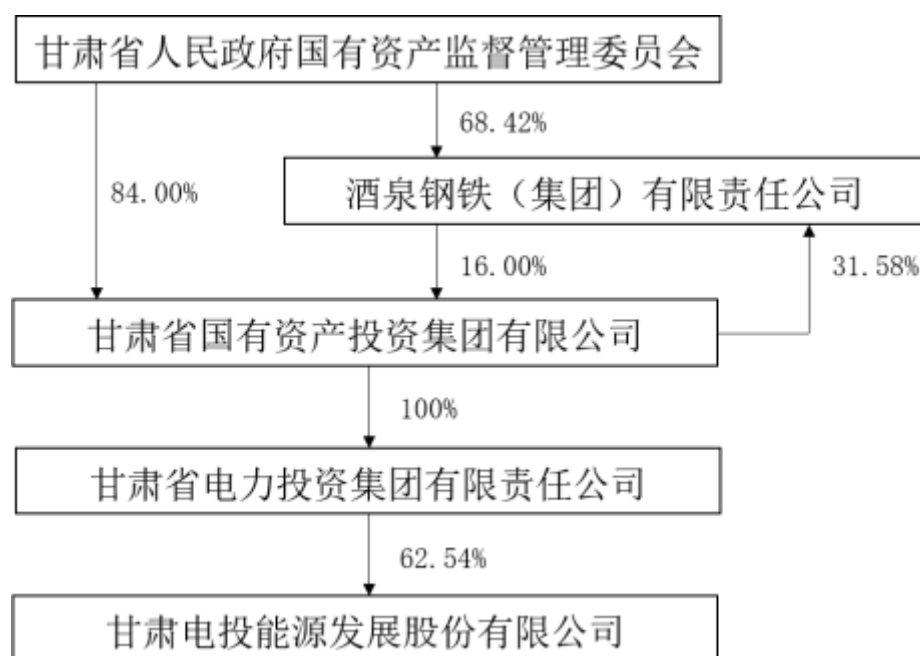 甘肃省人民政府国有资产监督管理委员会
68.42%
84.00%
酒泉钢铁（集团）有限责任公司
16.00%
31.58%
甘肃省国有资产投资集团有限公司
100%
甘肃省电力投资集团有限责任公司
62.54%
甘肃电投能源发展股份有限公司